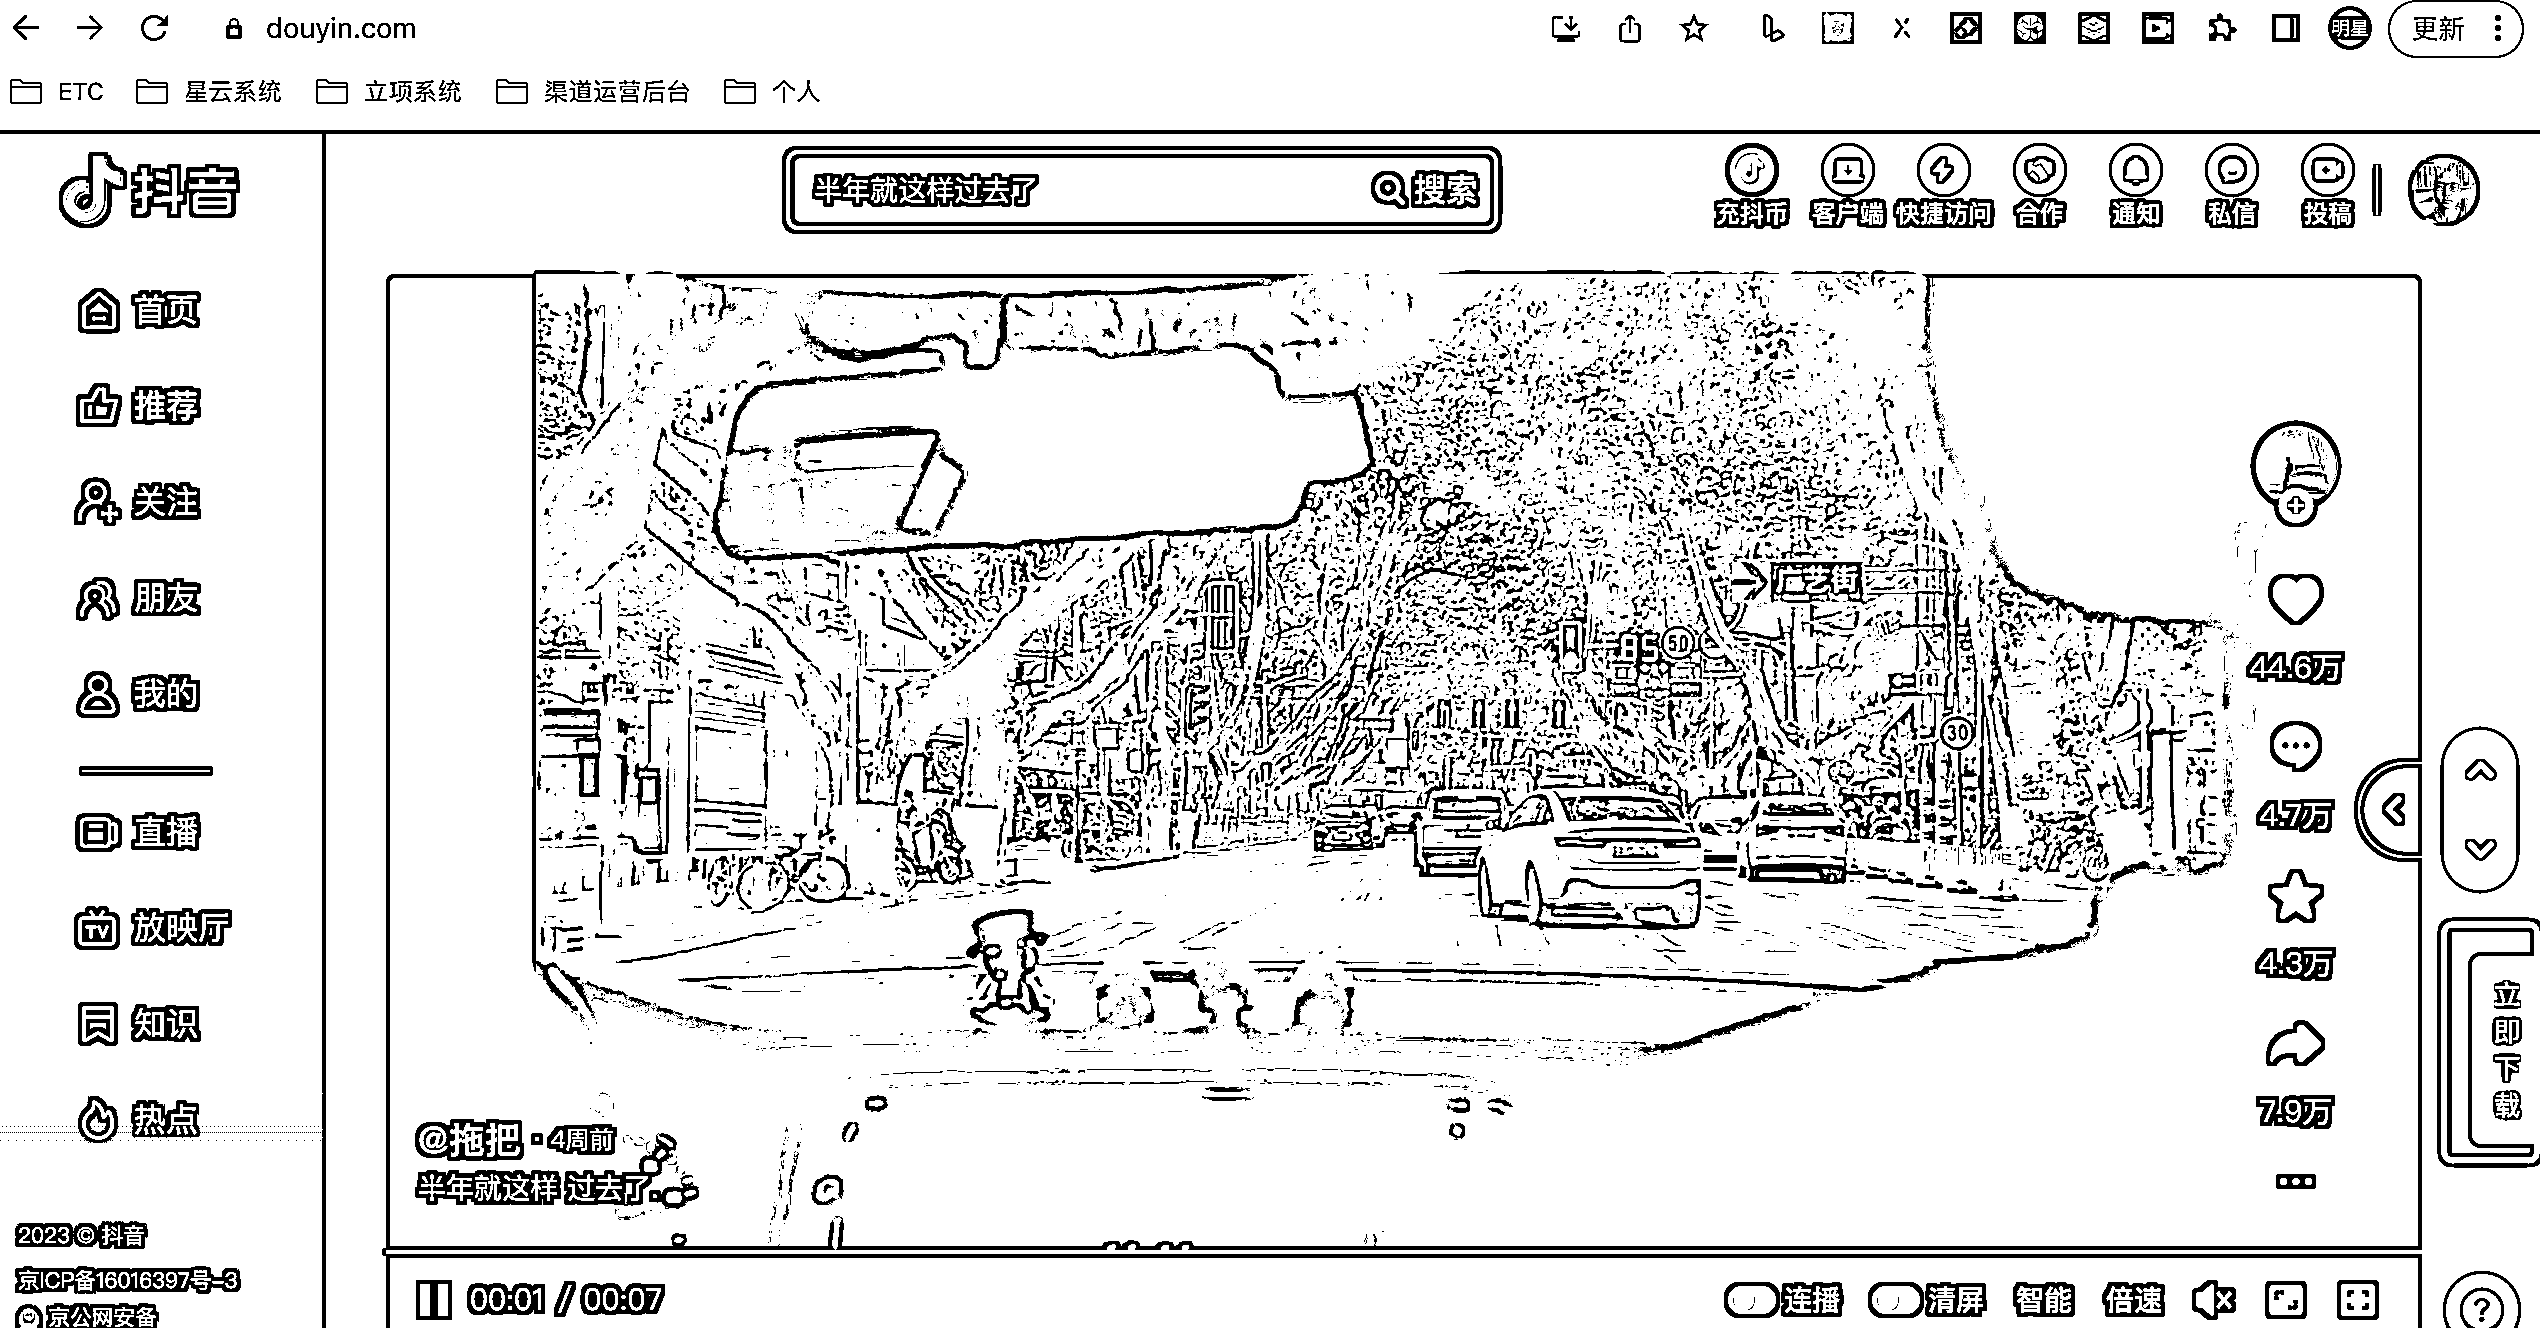 douyin.com
更新
明星
ETC
星云系统
立项系统
渠道运营后台
个人
抖音
半年就这样过去了
搜索
充抖币
客户端
快捷访问
合作
通知
私信
投稿
首页
推荐
关注
朋友
我的
直播
TV
放映厅
知识
热点
2023 © 抖音
京ICP备16016397号-3
京公网安备
广艺街
85
50
30
44.6万
4.7万
4.3万
7.9万
立即下载
@拖把 · 4周前
半年就这样 过去了.
00:01 / 00:07
连播
清屏
智能
倍速